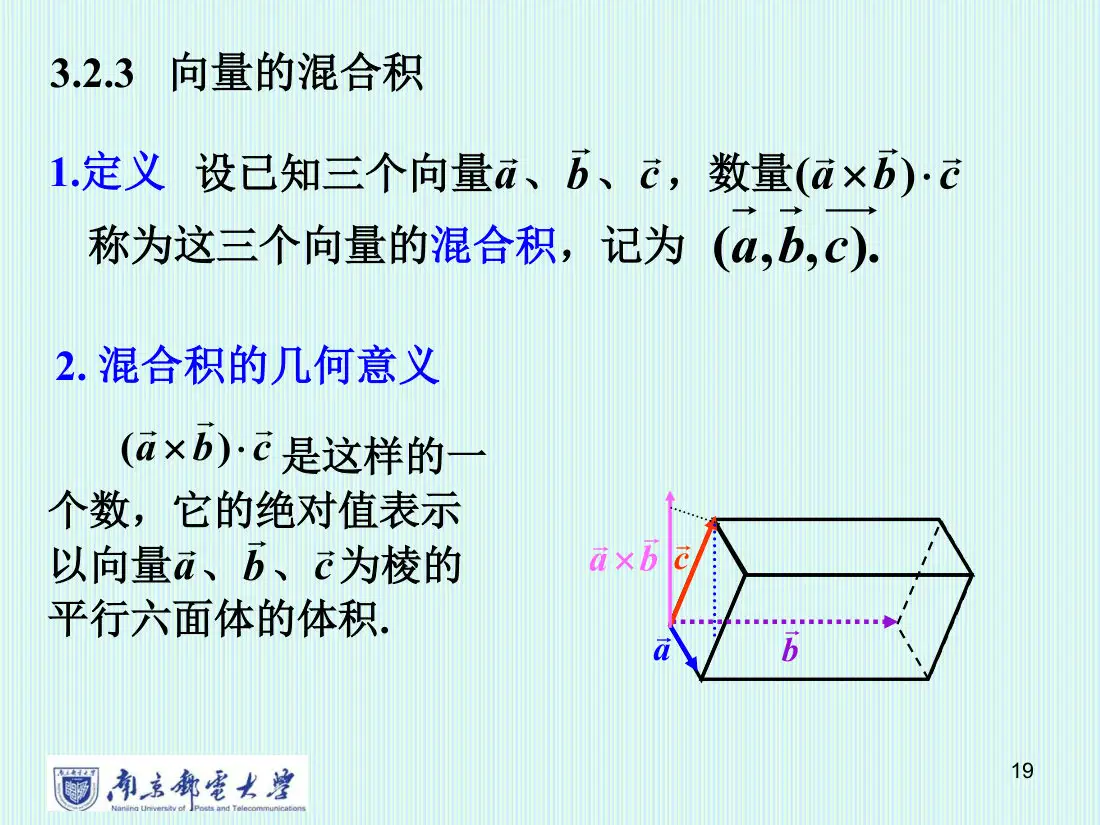 3.2.3 向量的混合积
1.定义 设已知三个向量a⃗、b⃗、c⃗，数量(a⃗×b⃗)·c⃗
称为这三个向量的混合积，记为 (a⃗,b⃗,c⃗).
2. 混合积的几何意义
(a⃗×b⃗)·c⃗ 是这样的一
个数，它的绝对值表示
以向量a⃗、b⃗、c⃗为棱的
平行六面体的体积.
a⃗×b⃗ c⃗
a⃗ b⃗
南京邮电大学
Nanjing University of Posts and Telecommunications
19